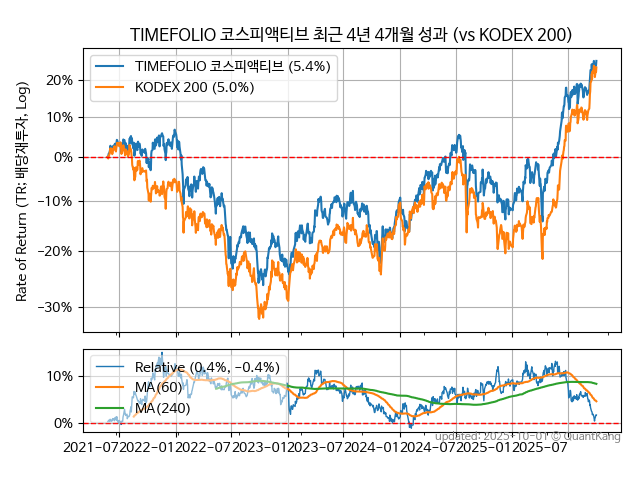 TIMEFOLIO 코스피액티브 최근 4년 4개월 성과 (vs KODEX 200)
Rate of Return (TR: 배당재투자, Log)
TIMEFOLIO 코스피액티브 (5.4%)
KODEX 200 (5.0%)
20%
10%
0%
−10%
−20%
−30%
Relative (0.4%, −0.4%)
MA(60)
MA(240)
10%
0%
2021-07 2022-01 2022-07 2023-01 2023-07 2024-01 2024-07 2025-01 2025-07
updated: 2025-10-01 © QuantKang